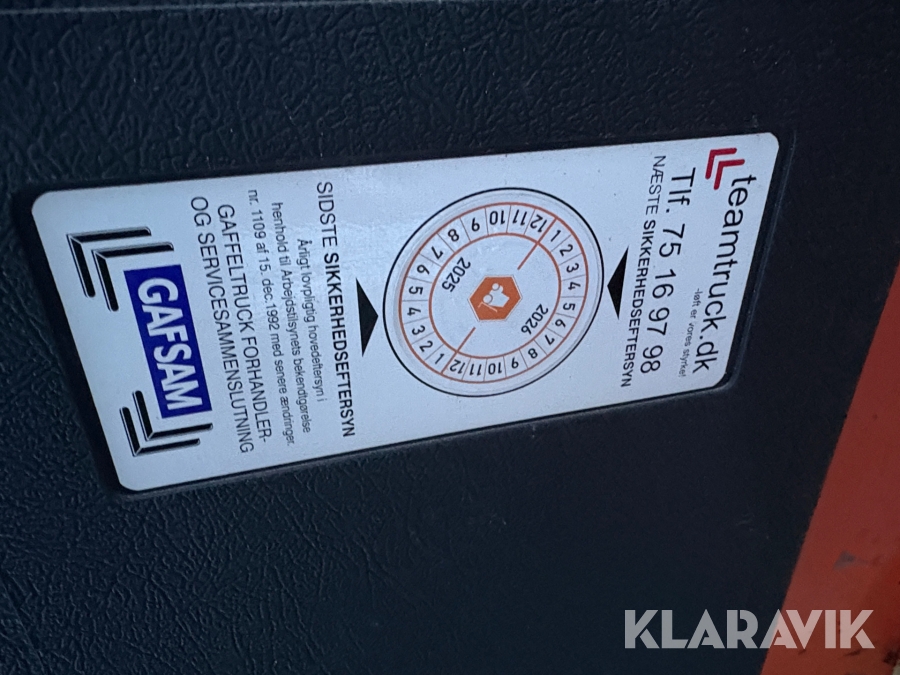 teamtruck.dk
-løft er vores styrke!
Tlf. 75 16 97 98
NÆSTE SIKKERHEDSEFTERSYN
1 2 3 4 5 6 7 8 9 10 11 12
2026
2025
1 2 3 4 5 6 7 8 9 10 11 12
SIDSTE SIKKERHEDSEFTERSYN
Årligt lovpligtig hovedeftersyn i
henhold til Arbejdstilsynets bekendtgørelse
nr. 1109 af 15. dec.1992 med senere ændringer.
GAFFELTRUCK FORHANDLER-
OG SERVICESAMMENSLUTNING
GAFSAM
KLARAVIK